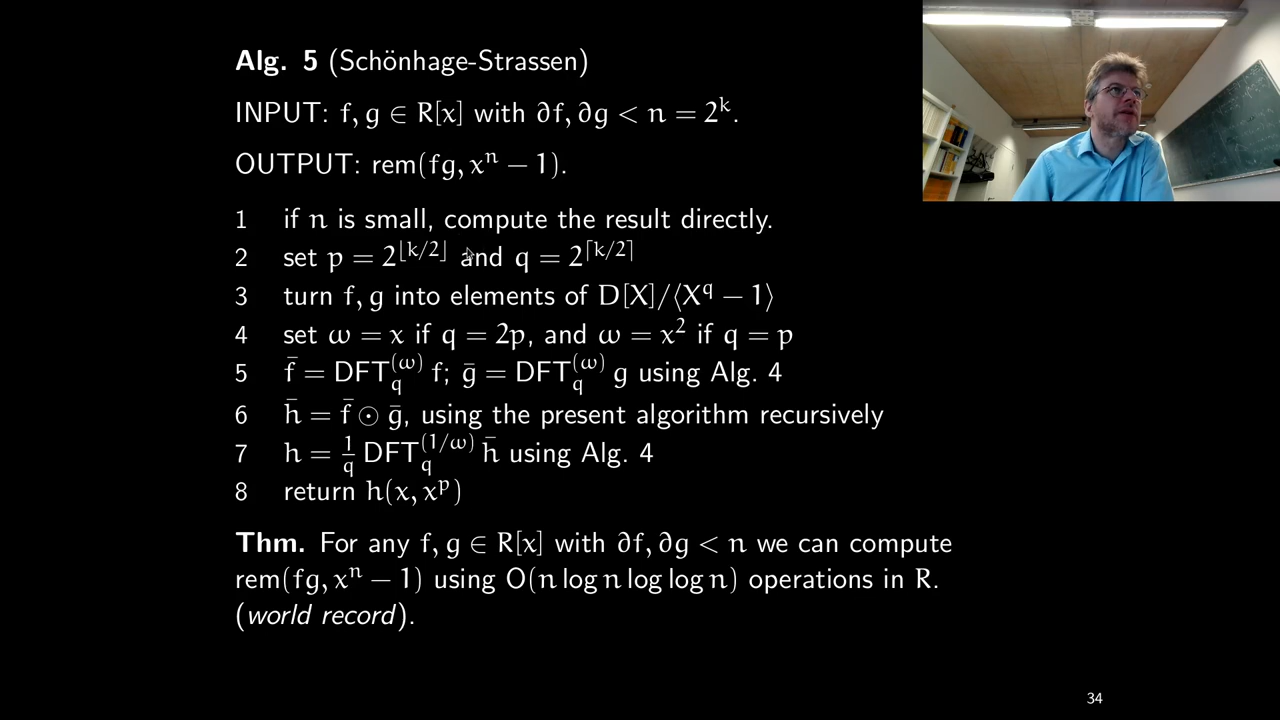 Alg. 5 (Schönhage-Strassen)
INPUT: f, g ∈ R[x] with ∂f, ∂g < n = 2^k.
OUTPUT: rem(fg, x^n − 1).
1 if n is small, compute the result directly.
2 set p = 2^⌊k/2⌋ and q = 2^⌈k/2⌉
3 turn f, g into elements of D[X]/⟨X^q − 1⟩
4 set ω = x if q = 2p, and ω = x^2 if q = p
5 f̄ = DFT_q^(ω) f; ḡ = DFT_q^(ω) g using Alg. 4
6 h̄ = f̄ ⊙ ḡ, using the present algorithm recursively
7 h = 1/q DFT_q^(1/ω) h̄ using Alg. 4
8 return h(x, x^p)
Thm. For any f, g ∈ R[x] with ∂f, ∂g < n we can compute
rem(fg, x^n − 1) using O(n log n log log n) operations in R.
(world record).
34